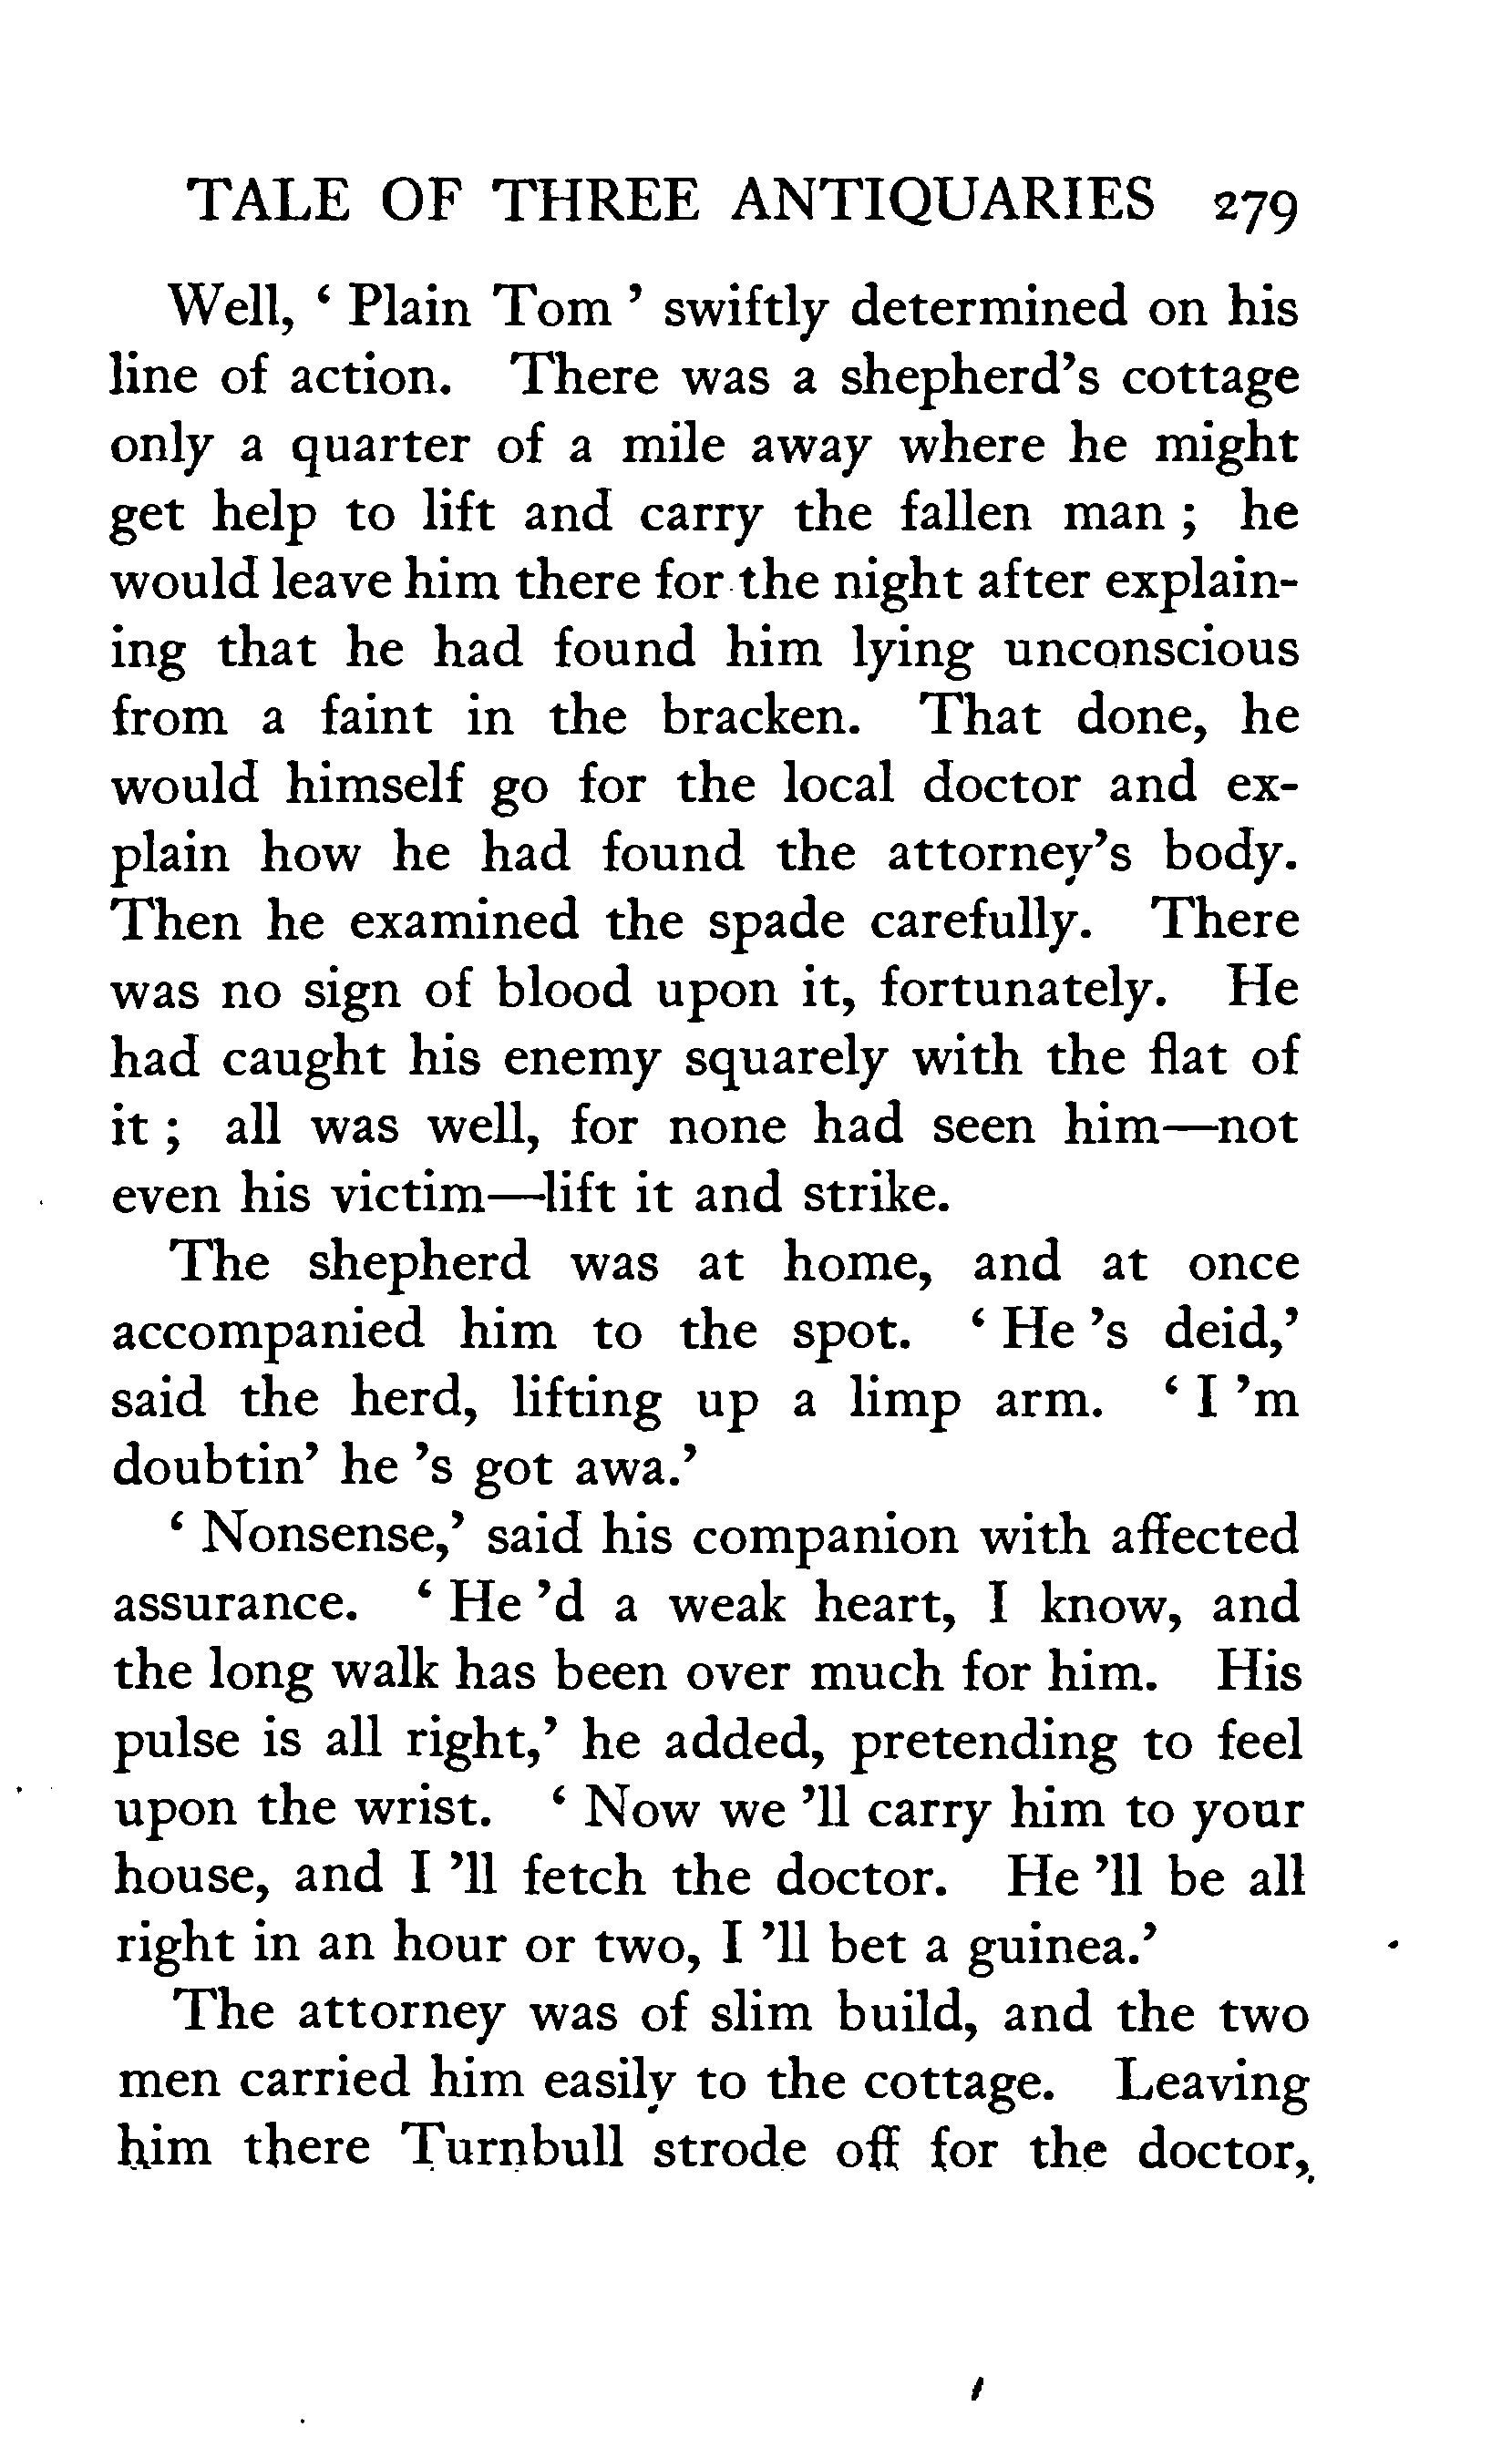 TALE OF THREE ANTIQUARIES 279
Well, ‘ Plain Tom ’ swiftly determined on his
line of action. There was a shepherd’s cottage
only a quarter of a mile away where he might
get help to lift and carry the fallen man ; he
would leave him there for the night after explain-
ing that he had found him lying unconscious
from a faint in the bracken. That done, he
would himself go for the local doctor and ex-
plain how he had found the attorney’s body.
Then he examined the spade carefully. There
was no sign of blood upon it, fortunately. He
had caught his enemy squarely with the flat of
it ; all was well, for none had seen him—not
even his victim—lift it and strike.
The shepherd was at home, and at once
accompanied him to the spot. ‘ He ’s deid,’
said the herd, lifting up a limp arm. ‘ I ’m
doubtin’ he ’s got awa.’
‘ Nonsense,’ said his companion with affected
assurance. ‘ He ’d a weak heart, I know, and
the long walk has been over much for him. His
pulse is all right,’ he added, pretending to feel
upon the wrist. ‘ Now we ’ll carry him to your
house, and I ’ll fetch the doctor. He ’ll be all
right in an hour or two, I ’ll bet a guinea.’
The attorney was of slim build, and the two
men carried him easily to the cottage. Leaving
him there Turnbull strode off for the doctor,